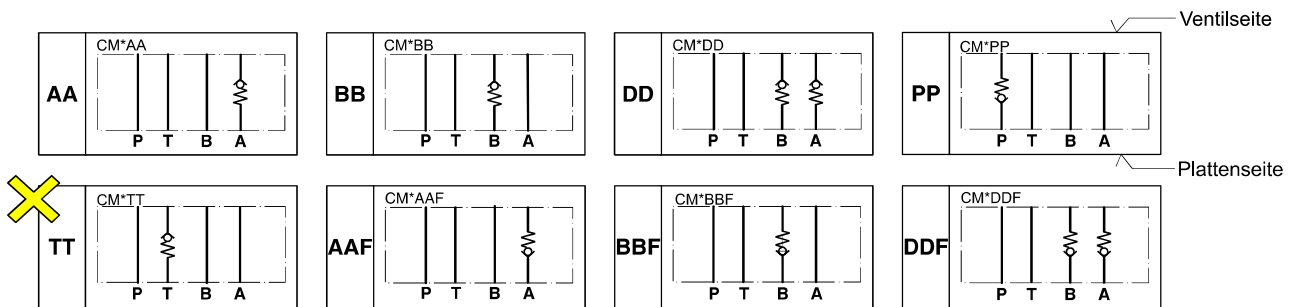 Ventilseite
AA
CM*AA
P T B A
BB
CM*BB
P T B A
DD
CM*DD
P T B A
PP
CM*PP
P T B A
Plattenseite
TT
CM*TT
P T B A
AAF
CM*AAF
P T B A
BBF
CM*BBF
P T B A
DDF
CM*DDF
P T B A